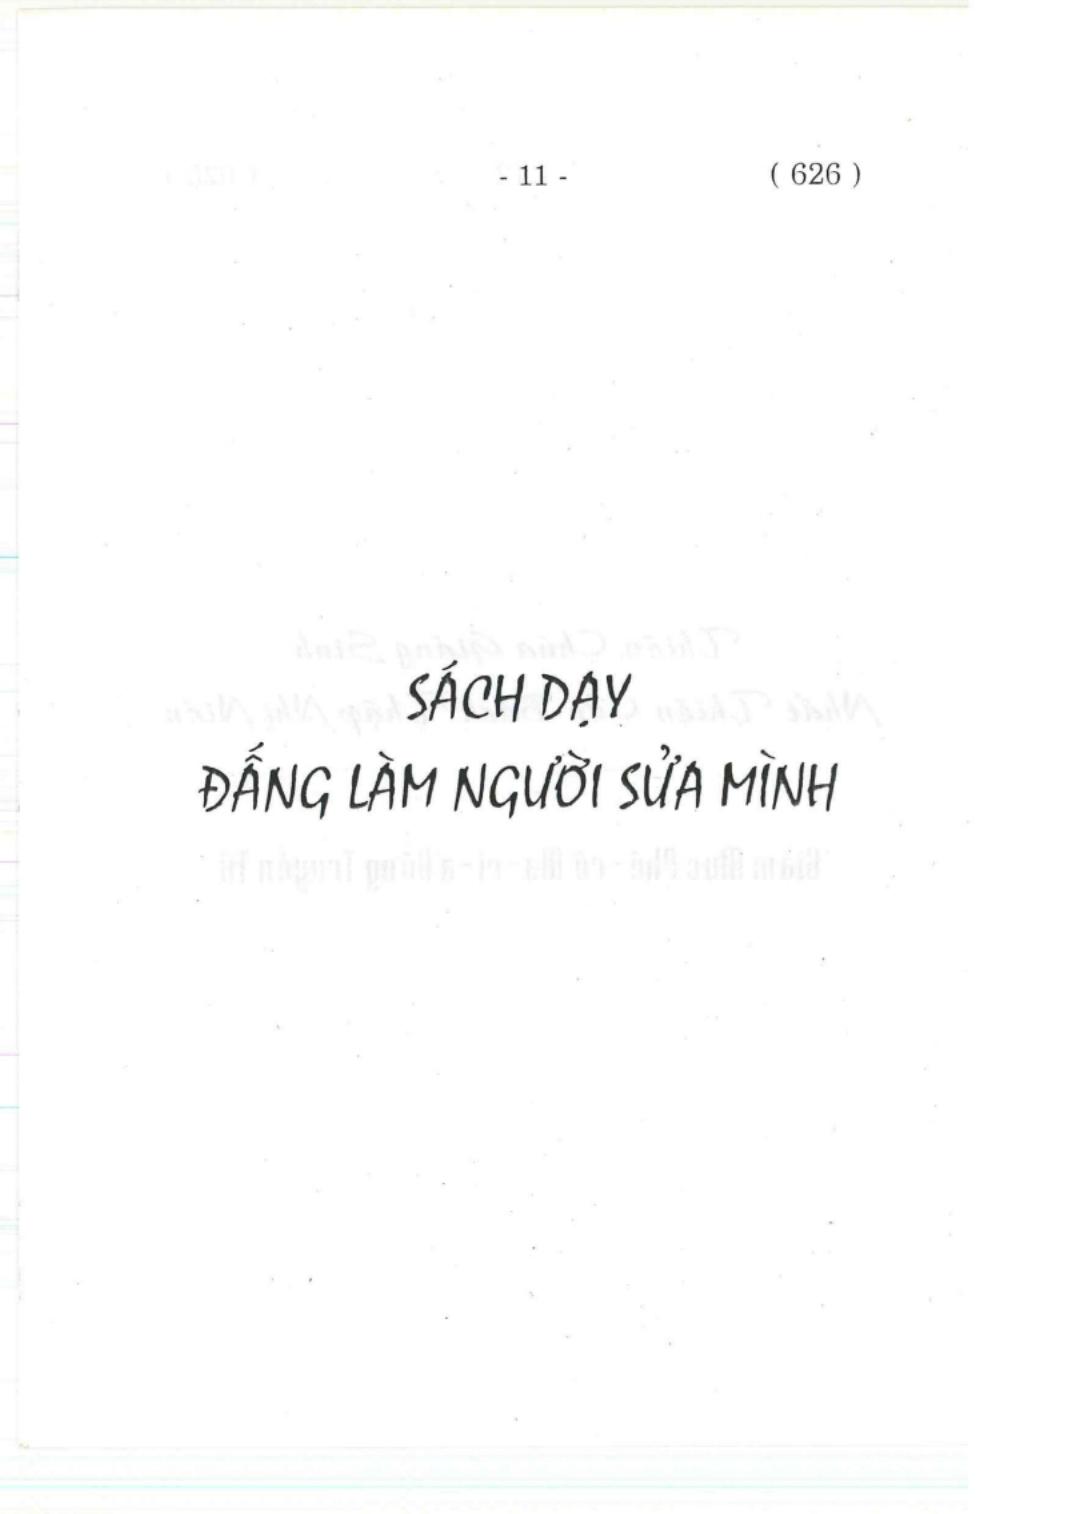 - 11 - ( 626 )
SÁCH DẠY
ĐẤNG LÀM NGƯỜI SỬA MÌNH